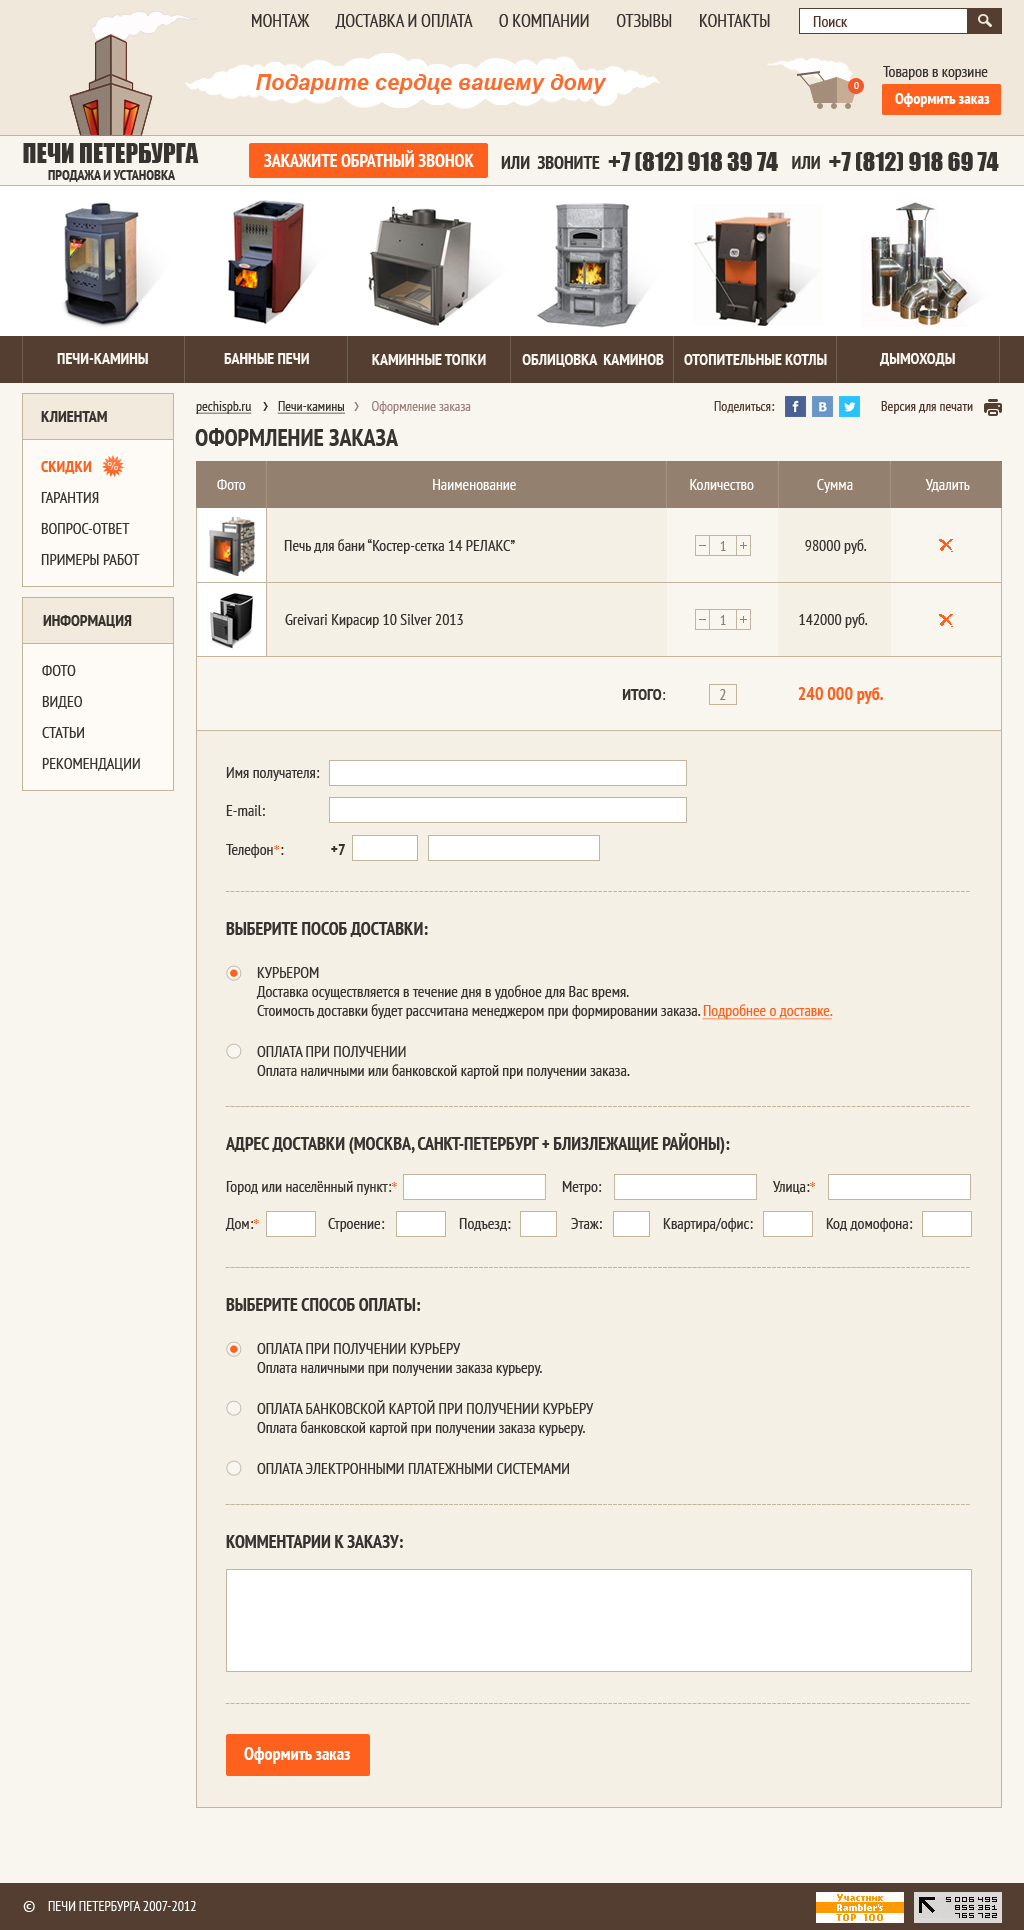 МОНТАЖ ДОСТАВКА И ОПЛАТА О КОМПАНИИ ОТЗЫВЫ КОНТАКТЫ Поиск
Подарите сердце вашему дому
Товаров в корзине
0
Оформить заказ
ПЕЧИ ПЕТЕРБУРГА
ПРОДАЖА И УСТАНОВКА
ЗАКАЖИТЕ ОБРАТНЫЙ ЗВОНОК ИЛИ ЗВОНИТЕ +7 (812) 918 39 74 ИЛИ +7 (812) 918 69 74
ПЕЧИ-КАМИНЫ БАННЫЕ ПЕЧИ КАМИННЫЕ ТОПКИ ОБЛИЦОВКА КАМИНОВ ОТОПИТЕЛЬНЫЕ КОТЛЫ ДЫМОХОДЫ
КЛИЕНТАМ
СКИДКИ %
ГАРАНТИЯ
ВОПРОС-ОТВЕТ
ПРИМЕРЫ РАБОТ
ИНФОРМАЦИЯ
ФОТО
ВИДЕО
СТАТЬИ
РЕКОМЕНДАЦИИ
pechispb.ru › Печи-камины › Оформление заказа
Поделиться: f B Версия для печати
ОФОРМЛЕНИЕ ЗАКАЗА
Фото Наименование Количество Сумма Удалить
Печь для бани “Костер-сетка 14 РЕЛАКС” − 1 + 98000 руб.
Greivari Кирасир 10 Silver 2013 − 1 + 142000 руб.
ИТОГО: 2 240 000 руб.
Имя получателя:
E-mail:
Телефон*: +7
ВЫБЕРИТЕ ПОСОБ ДОСТАВКИ:
КУРЬЕРОМ
Доставка осуществляется в течение дня в удобное для Вас время.
Стоимость доставки будет рассчитана менеджером при формировании заказа. Подробнее о доставке.
ОПЛАТА ПРИ ПОЛУЧЕНИИ
Оплата наличными или банковской картой при получении заказа.
АДРЕС ДОСТАВКИ (МОСКВА, САНКТ-ПЕТЕРБУРГ + БЛИЗЛЕЖАЩИЕ РАЙОНЫ):
Город или населённый пункт:* Метро: Улица:*
Дом:* Строение: Подъезд: Этаж: Квартира/офис: Код домофона:
ВЫБЕРИТЕ СПОСОБ ОПЛАТЫ:
ОПЛАТА ПРИ ПОЛУЧЕНИИ КУРЬЕРУ
Оплата наличными при получении заказа курьеру.
ОПЛАТА БАНКОВСКОЙ КАРТОЙ ПРИ ПОЛУЧЕНИИ КУРЬЕРУ
Оплата банковской картой при получении заказа курьеру.
ОПЛАТА ЭЛЕКТРОННЫМИ ПЛАТЕЖНЫМИ СИСТЕМАМИ
КОММЕНТАРИИ К ЗАКАЗУ:
Оформить заказ
© ПЕЧИ ПЕТЕРБУРГА 2007-2012
Участник
Rambler's
TOP 100
5 006 495
855 361
765 722